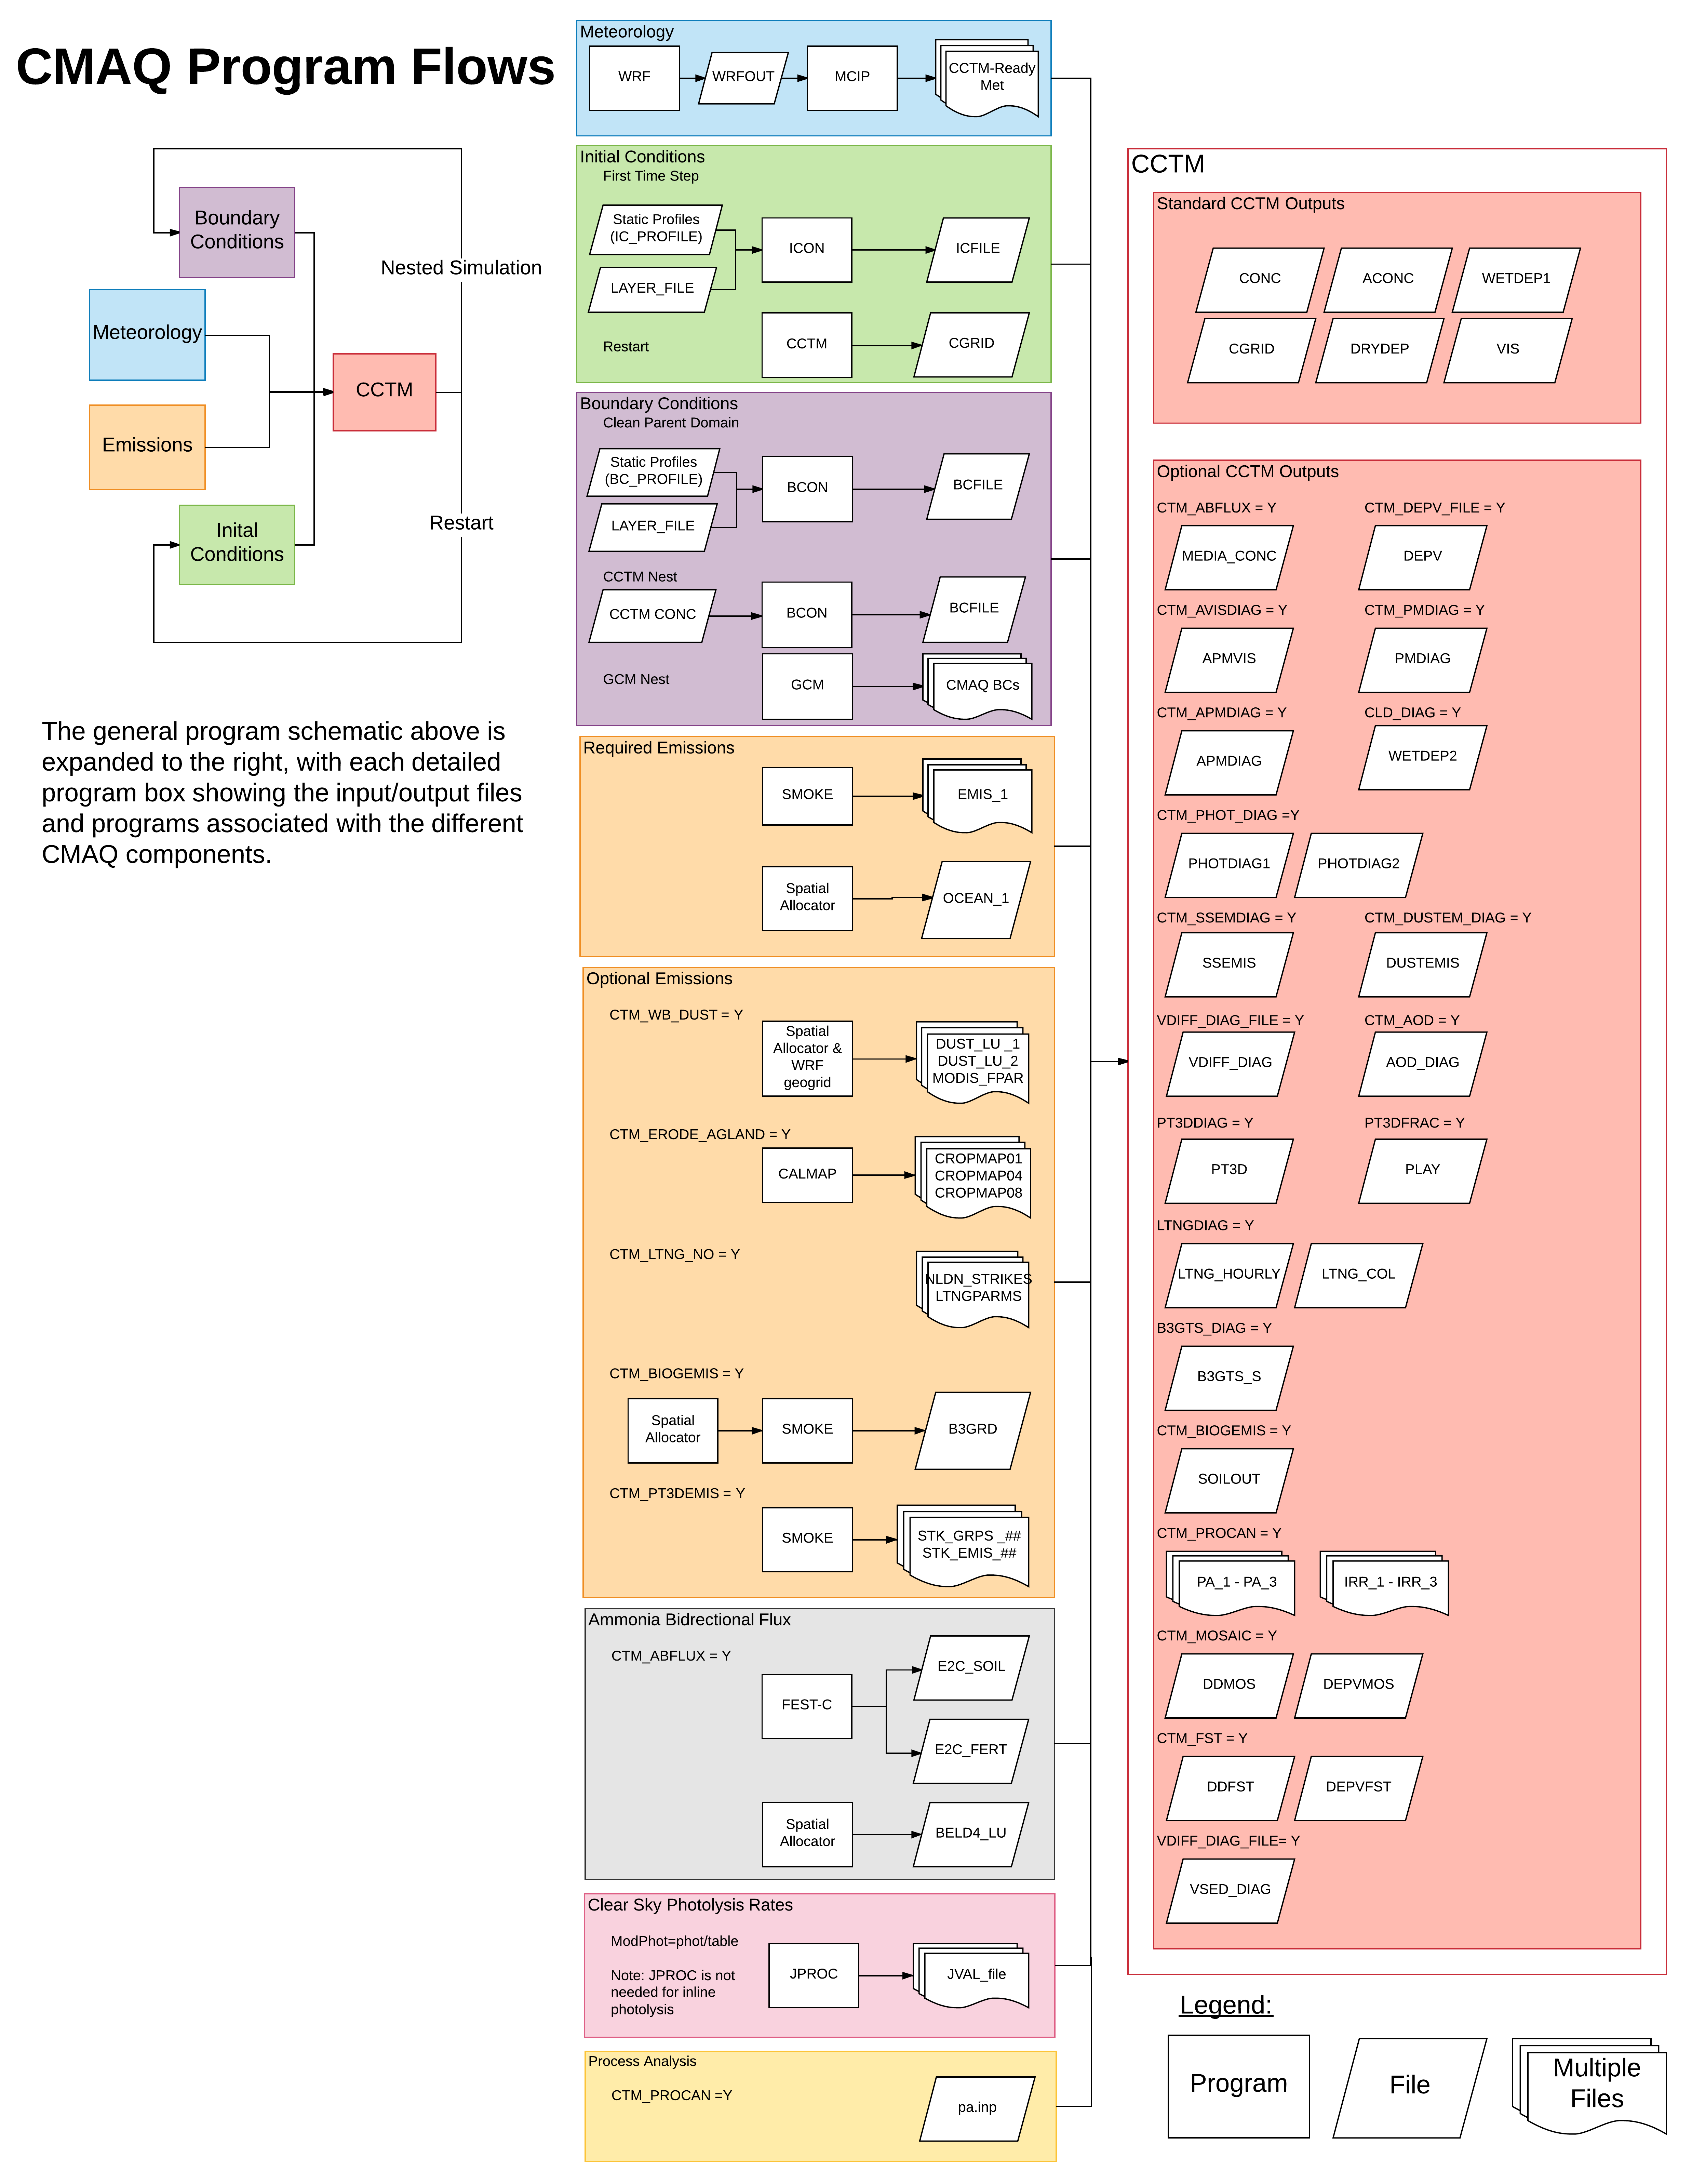 CMAQ Program Flows
Boundary
Conditions
Nested Simulation
Meteorology
CCTM
Emissions
Restart
Inital
Conditions
The general program schematic above is
expanded to the right, with each detailed
program box showing the input/output files
and programs associated with the different
CMAQ components.
Meteorology
WRF
WRFOUT
MCIP
CCTM-Ready
Met
Initial Conditions
First Time Step
Static Profiles
(IC_PROFILE)
LAYER_FILE
ICON
ICFILE
Restart
CCTM
CGRID
Boundary Conditions
Clean Parent Domain
Static Profiles
(BC_PROFILE)
LAYER_FILE
BCON
BCFILE
CCTM Nest
CCTM CONC
BCON
BCFILE
GCM Nest
GCM
CMAQ BCs
Required Emissions
SMOKE
EMIS_1
Spatial
Allocator
OCEAN_1
Optional Emissions
CTM_WB_DUST = Y
Spatial
Allocator &
WRF
geogrid
DUST_LU _1
DUST_LU_2
MODIS_FPAR
CTM_ERODE_AGLAND = Y
CALMAP
CROPMAP01
CROPMAP04
CROPMAP08
CTM_LTNG_NO = Y
NLDN_STRIKES
LTNGPARMS
CTM_BIOGEMIS = Y
Spatial
Allocator
SMOKE
B3GRD
CTM_PT3DEMIS = Y
SMOKE
STK_GRPS _##
STK_EMIS_##
Ammonia Bidrectional Flux
CTM_ABFLUX = Y
FEST-C
E2C_SOIL
E2C_FERT
Spatial
Allocator
BELD4_LU
Clear Sky Photolysis Rates
ModPhot=phot/table
Note: JPROC is not
needed for inline
photolysis
JPROC
JVAL_file
Process Analysis
CTM_PROCAN =Y
pa.inp
CCTM
Standard CCTM Outputs
CONC
ACONC
WETDEP1
CGRID
DRYDEP
VIS
Optional CCTM Outputs
CTM_ABFLUX = Y
CTM_DEPV_FILE = Y
MEDIA_CONC
DEPV
CTM_AVISDIAG = Y
CTM_PMDIAG = Y
APMVIS
PMDIAG
CTM_APMDIAG = Y
CLD_DIAG = Y
APMDIAG
WETDEP2
CTM_PHOT_DIAG =Y
PHOTDIAG1
PHOTDIAG2
CTM_SSEMDIAG = Y
CTM_DUSTEM_DIAG = Y
SSEMIS
DUSTEMIS
VDIFF_DIAG_FILE = Y
CTM_AOD = Y
VDIFF_DIAG
AOD_DIAG
PT3DDIAG = Y
PT3DFRAC = Y
PT3D
PLAY
LTNGDIAG = Y
LTNG_HOURLY
LTNG_COL
B3GTS_DIAG = Y
B3GTS_S
CTM_BIOGEMIS = Y
SOILOUT
CTM_PROCAN = Y
PA_1 - PA_3
IRR_1 - IRR_3
CTM_MOSAIC = Y
DDMOS
DEPVMOS
CTM_FST = Y
DDFST
DEPVFST
VDIFF_DIAG_FILE= Y
VSED_DIAG
Legend:
Program
File
Multiple
Files